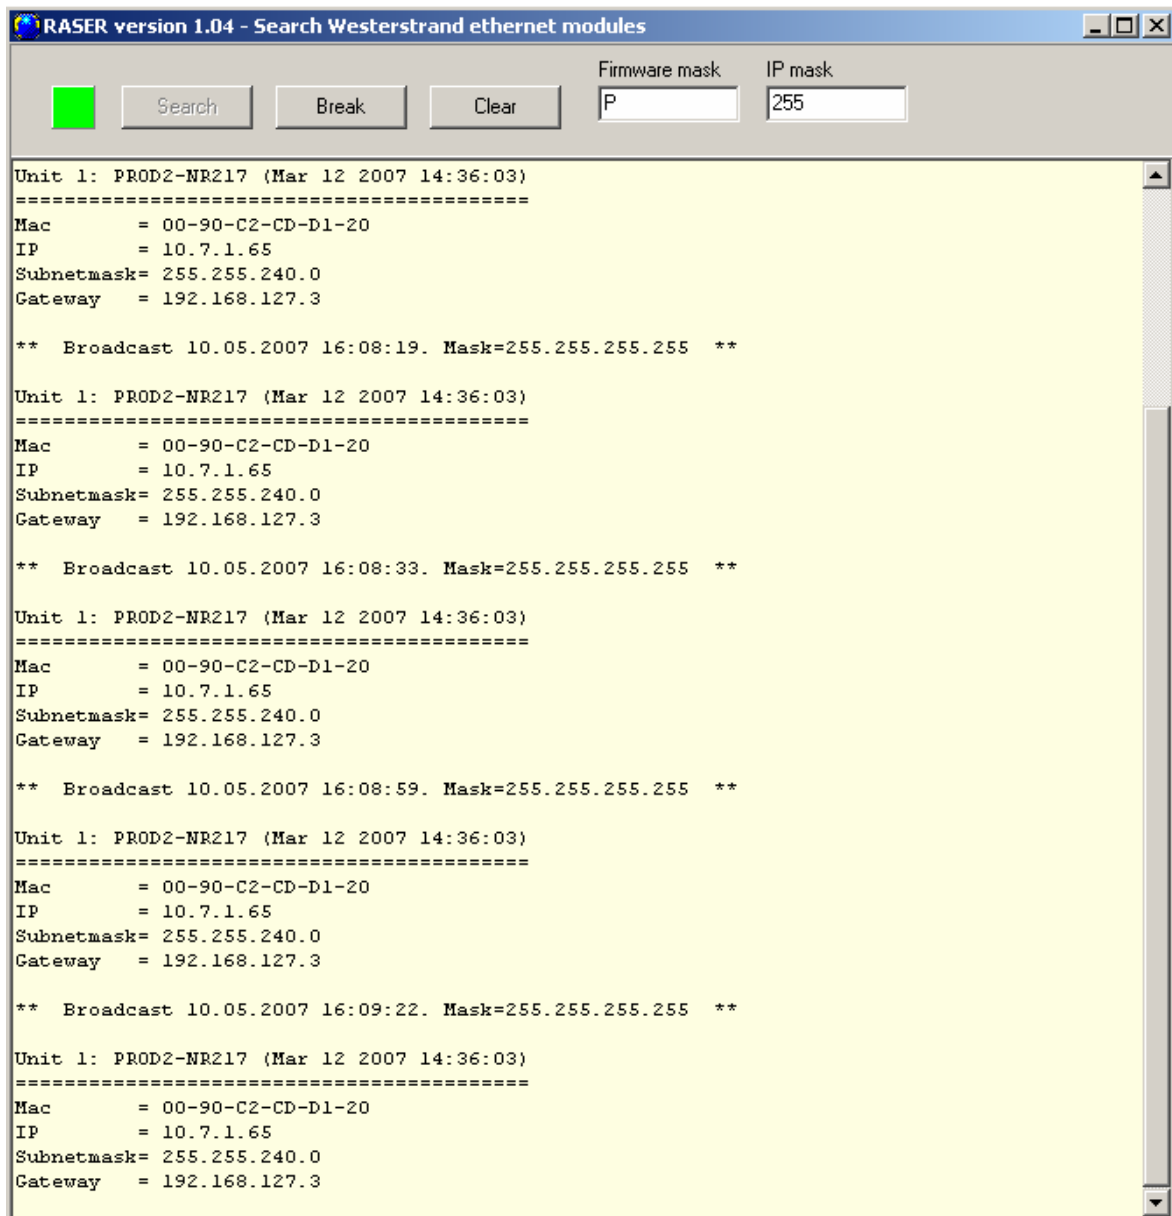 RASER version 1.04 - Search Westerstrand ethernet modules
Firmware mask IP mask
Search Break Clear P 255
Unit 1: PROD2-NR217 (Mar 12 2007 14:36:03)
==========================================
Mac = 00-90-C2-CD-D1-20
IP = 10.7.1.65
Subnetmask= 255.255.240.0
Gateway = 192.168.127.3
** Broadcast 10.05.2007 16:08:19. Mask=255.255.255.255 **
Unit 1: PROD2-NR217 (Mar 12 2007 14:36:03)
==========================================
Mac = 00-90-C2-CD-D1-20
IP = 10.7.1.65
Subnetmask= 255.255.240.0
Gateway = 192.168.127.3
** Broadcast 10.05.2007 16:08:33. Mask=255.255.255.255 **
Unit 1: PROD2-NR217 (Mar 12 2007 14:36:03)
==========================================
Mac = 00-90-C2-CD-D1-20
IP = 10.7.1.65
Subnetmask= 255.255.240.0
Gateway = 192.168.127.3
** Broadcast 10.05.2007 16:08:59. Mask=255.255.255.255 **
Unit 1: PROD2-NR217 (Mar 12 2007 14:36:03)
==========================================
Mac = 00-90-C2-CD-D1-20
IP = 10.7.1.65
Subnetmask= 255.255.240.0
Gateway = 192.168.127.3
** Broadcast 10.05.2007 16:09:22. Mask=255.255.255.255 **
Unit 1: PROD2-NR217 (Mar 12 2007 14:36:03)
==========================================
Mac = 00-90-C2-CD-D1-20
IP = 10.7.1.65
Subnetmask= 255.255.240.0
Gateway = 192.168.127.3